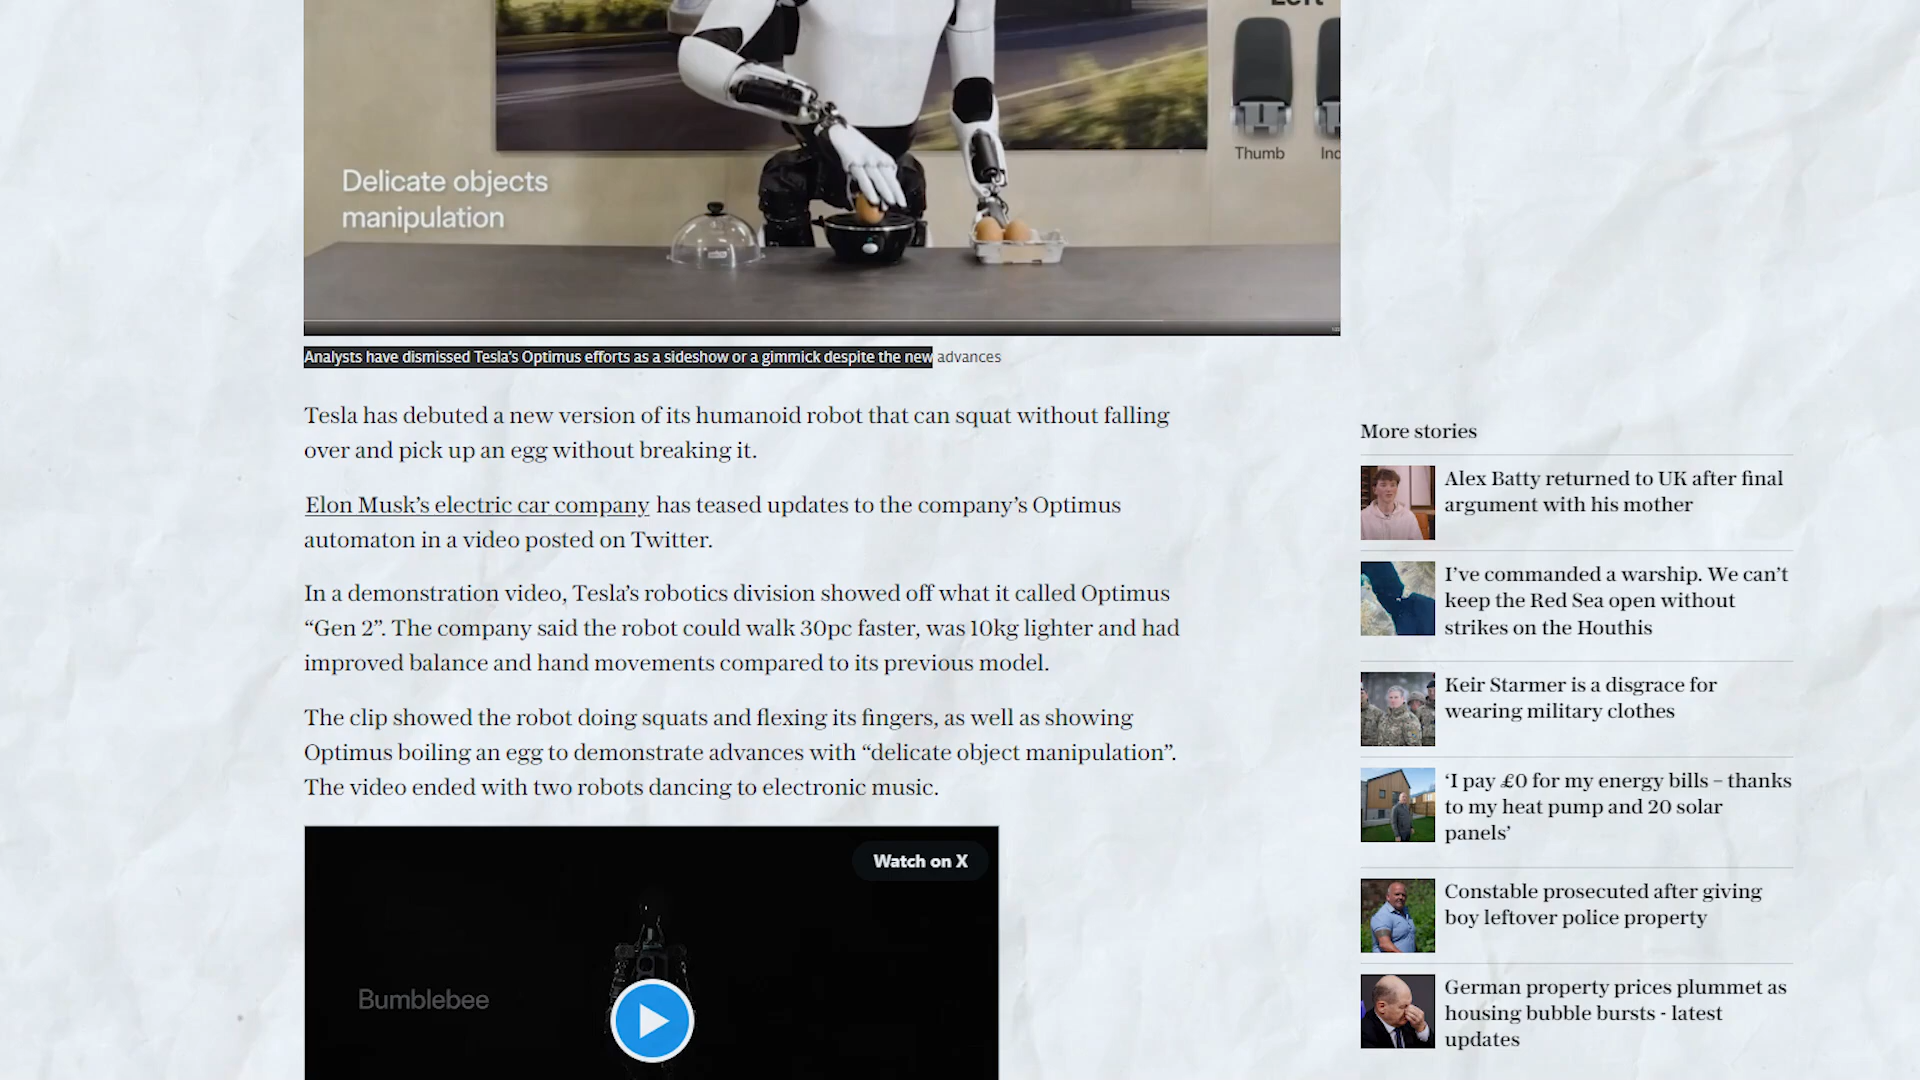 Left
Thumb
Ind
Delicate objects
manipulation
Analysts have dismissed Tesla's Optimus efforts as a sideshow or a gimmick despite the new advances
Tesla has debuted a new version of its humanoid robot that can squat without falling
over and pick up an egg without breaking it.
Elon Musk’s electric car company has teased updates to the company’s Optimus
automaton in a video posted on Twitter.
In a demonstration video, Tesla’s robotics division showed off what it called Optimus
“Gen 2”. The company said the robot could walk 30pc faster, was 10kg lighter and had
improved balance and hand movements compared to its previous model.
The clip showed the robot doing squats and flexing its fingers, as well as showing
Optimus boiling an egg to demonstrate advances with “delicate object manipulation”.
The video ended with two robots dancing to electronic music.
Watch on X
Bumblebee
More stories
Alex Batty returned to UK after final
argument with his mother
I’ve commanded a warship. We can’t
keep the Red Sea open without
strikes on the Houthis
Keir Starmer is a disgrace for
wearing military clothes
‘I pay £0 for my energy bills – thanks
to my heat pump and 20 solar
panels’
Constable prosecuted after giving
boy leftover police property
German property prices plummet as
housing bubble bursts - latest
updates